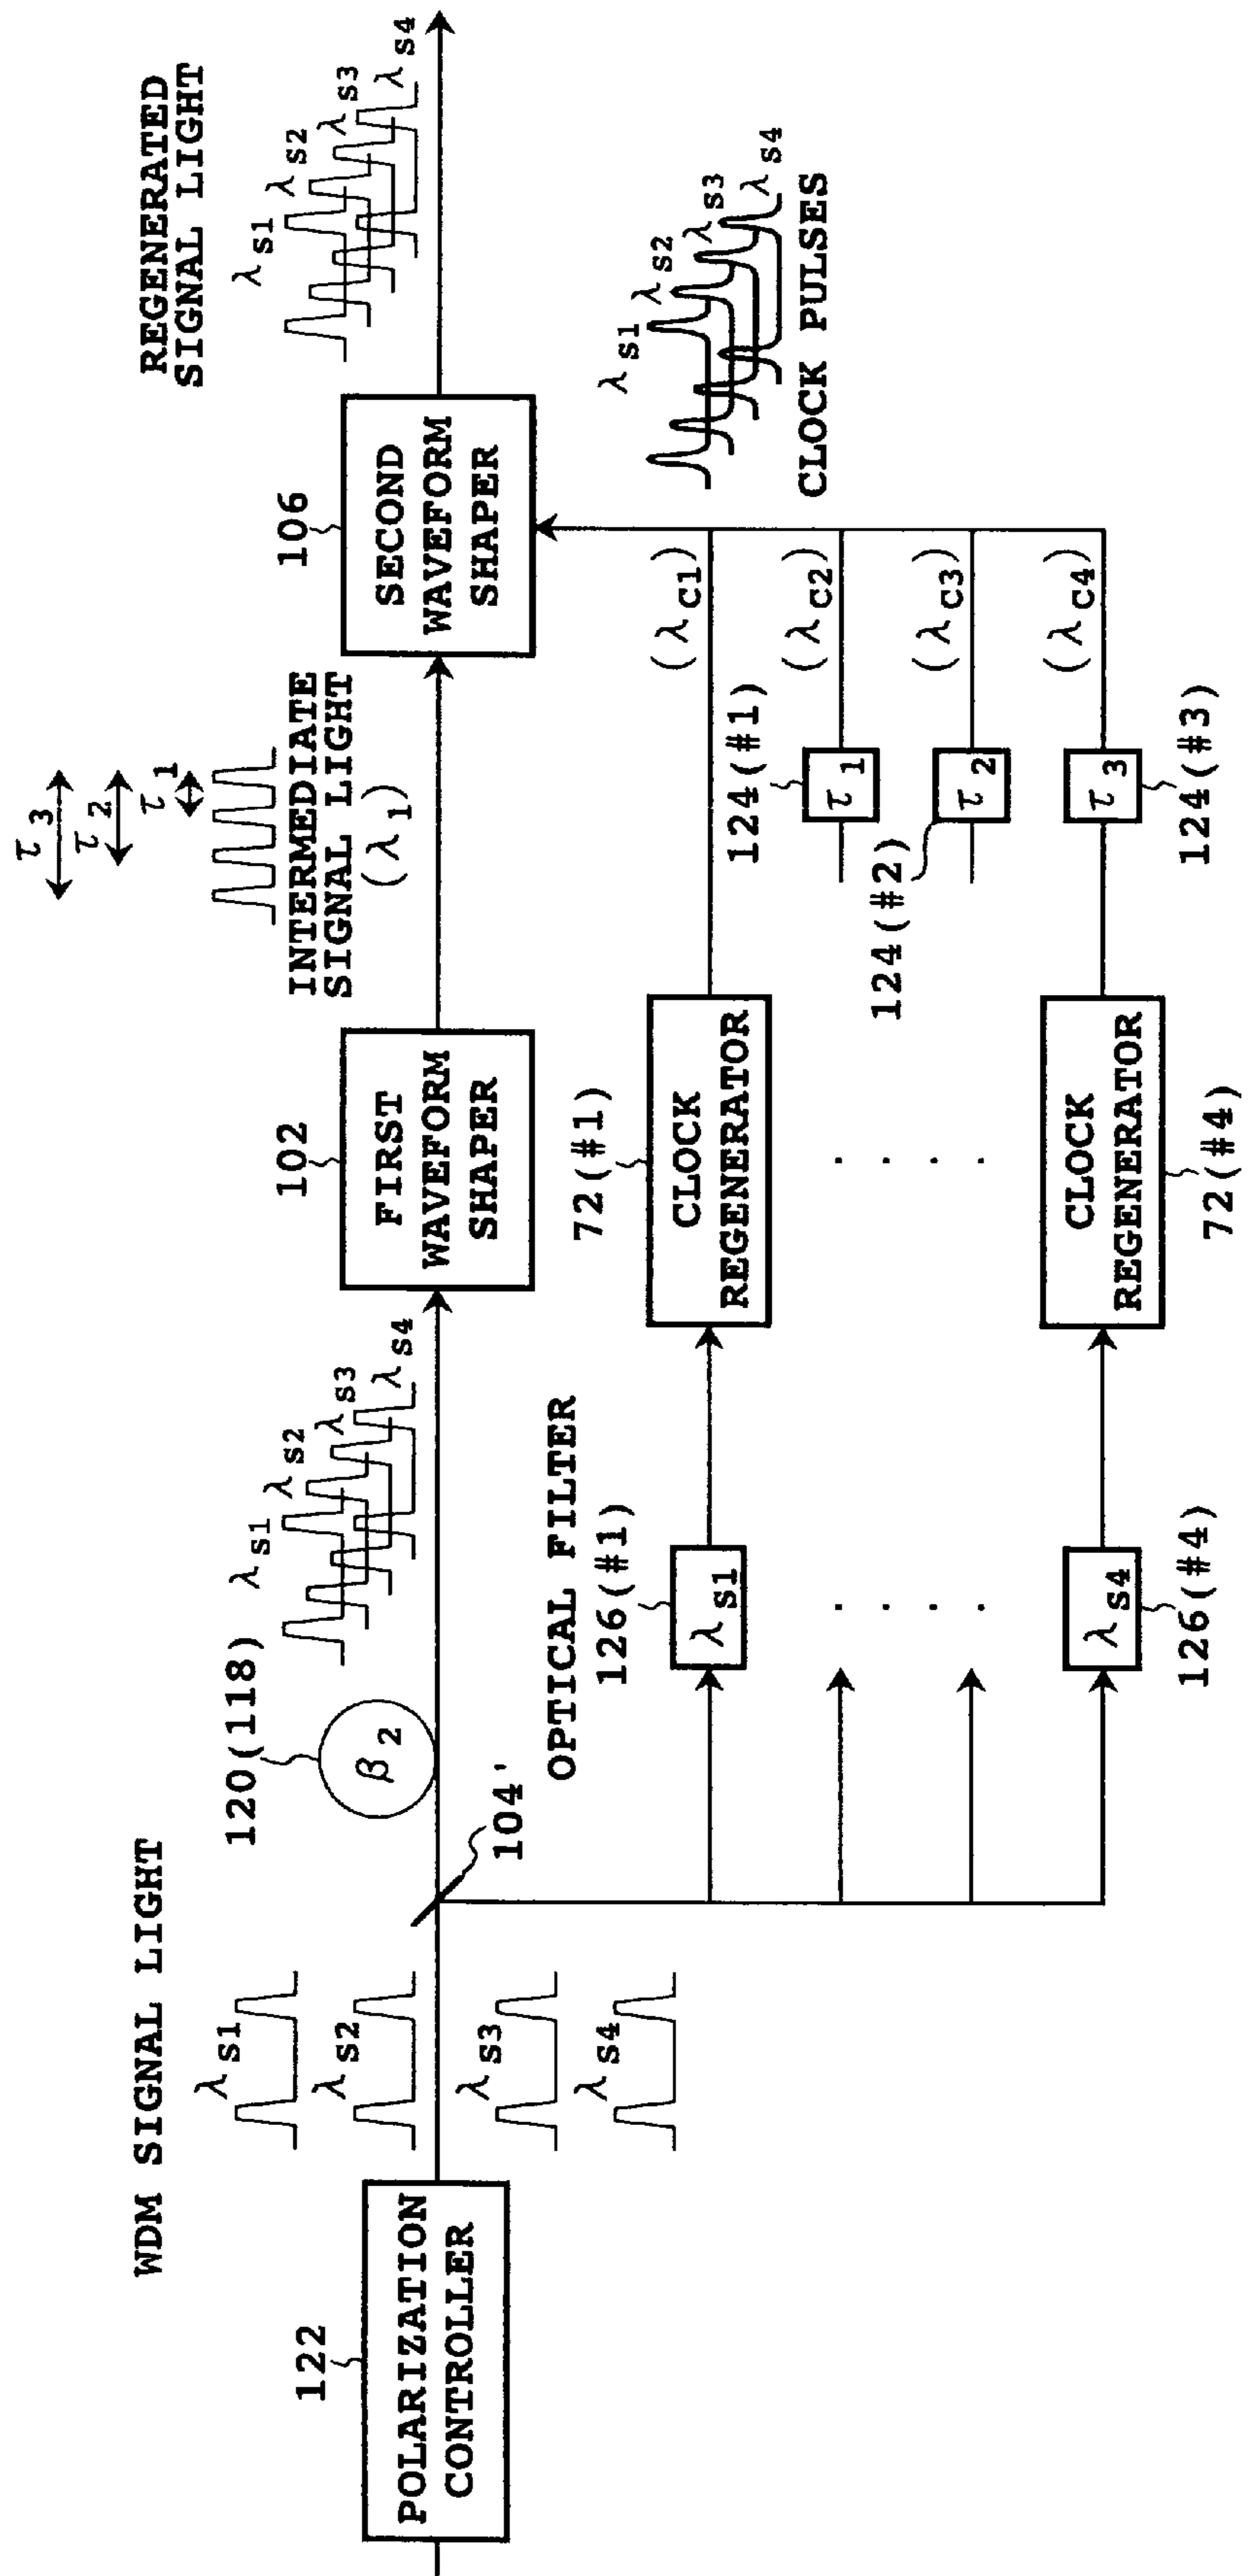 WDM SIGNAL LIGHT
122
POLARIZATION
CONTROLLER
λs1
λs2
λs3
λs4
104'
120(118)
β2
λs1
λs2
λs3
λs4
102
FIRST
WAVEFORM
SHAPER
τ3
τ2
τ1
INTERMEDIATE
SIGNAL LIGHT
(λ1)
106
SECOND
WAVEFORM
SHAPER
REGENERATED
SIGNAL LIGHT
λs1
λs2
λs3
λs4
OPTICAL FILTER
126(#1)
λs1
. . . .
λs4
126(#4)
72(#1)
CLOCK
REGENERATOR
. . . .
CLOCK
REGENERATOR
72(#4)
124(#1)
τ1
124(#2)
τ2
τ3
124(#3)
(λC1)
(λC2)
(λC3)
(λC4)
λs1
λs2
λs3
λs4
CLOCK PULSES